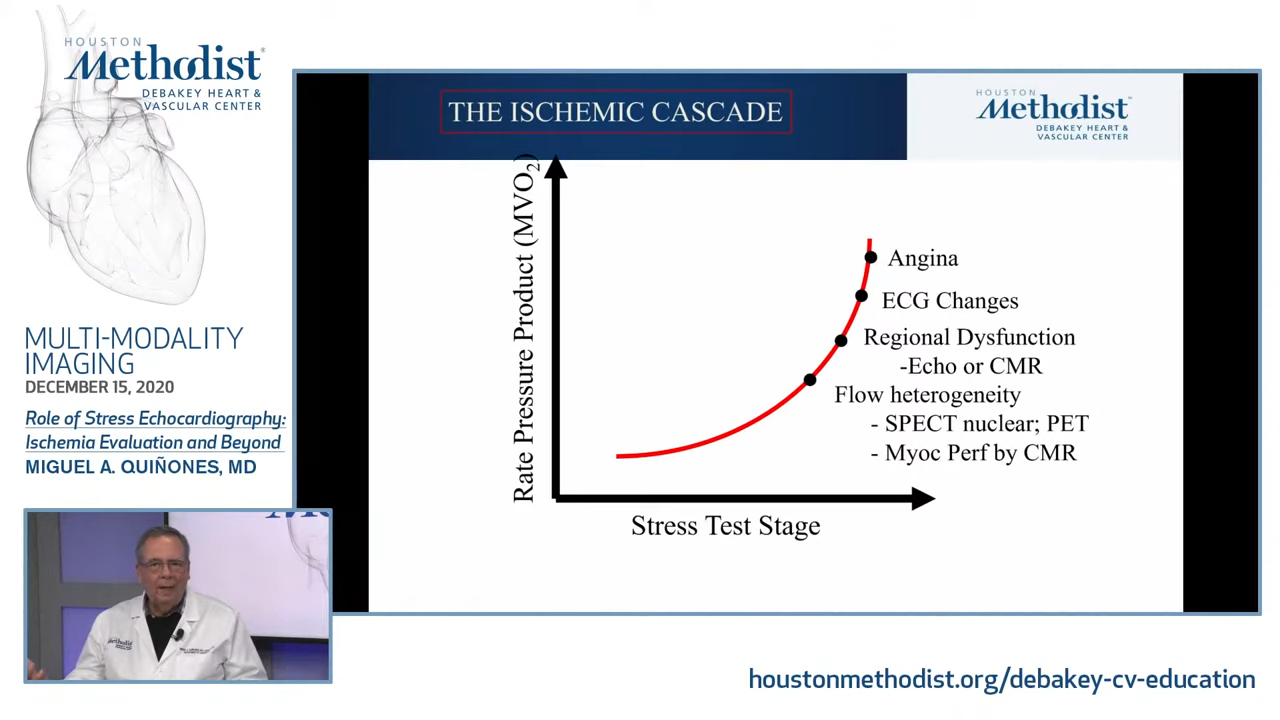 HOUSTON
Methodist
DEBAKEY HEART &
VASCULAR CENTER
MULTI-MODALITY
IMAGING
DECEMBER 15, 2020
Role of Stress Echocardiography:
Ischemia Evaluation and Beyond
MIGUEL A. QUIÑONES, MD
THE ISCHEMIC CASCADE
HOUSTON
Methodist
DEBAKEY HEART &
VASCULAR CENTER
Rate Pressure Product (MVO₂)
Angina
ECG Changes
Regional Dysfunction
-Echo or CMR
Flow heterogeneity
- SPECT nuclear; PET
- Myoc Perf by CMR
Stress Test Stage
Methodist
houstonmethodist.org/debakey-cv-education